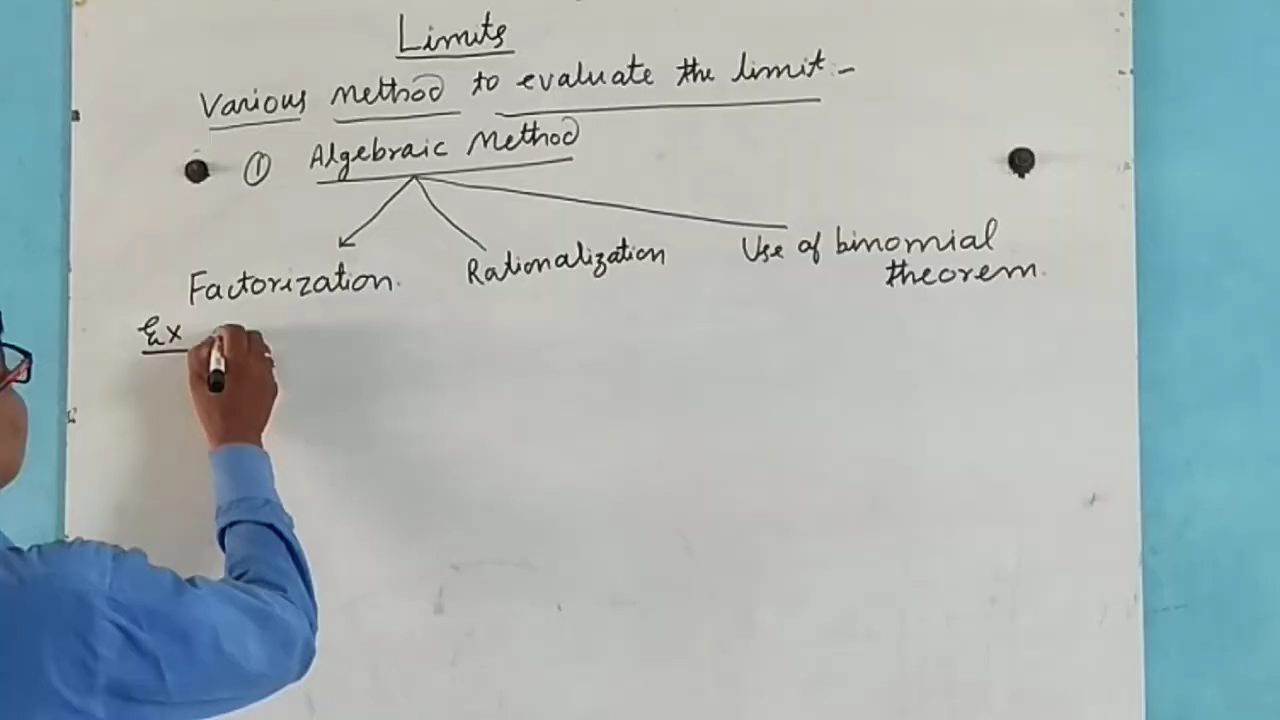 Limits
Various Method to evaluate the limit -
① Algebraic Method
Factorization.
Rationalization
Use of binomial
theorem.
Ex